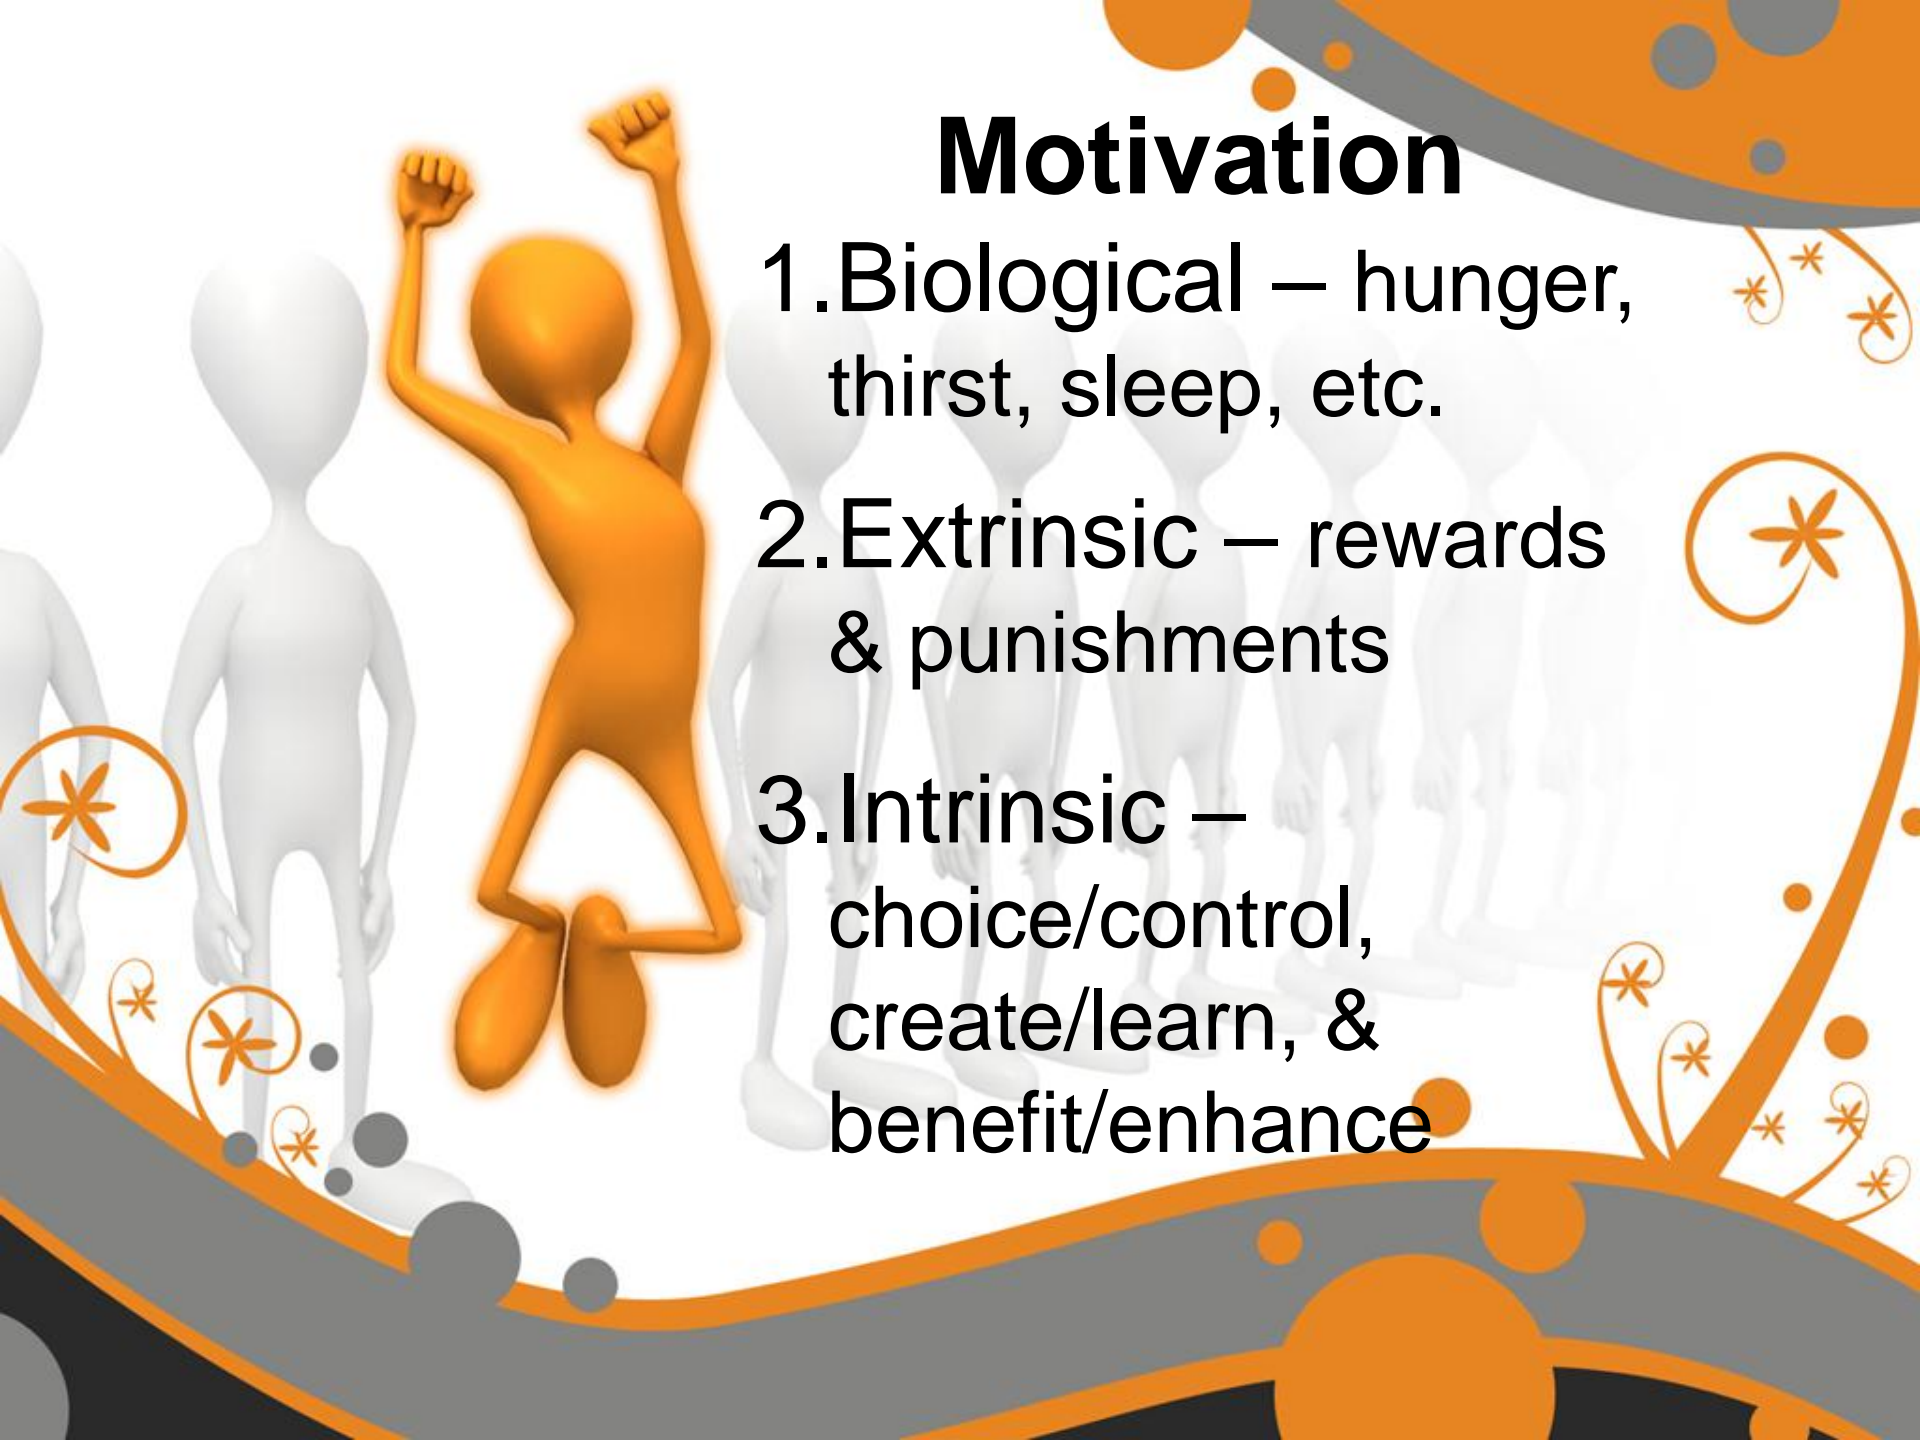 Motivation
1.Biological – hunger,
thirst, sleep, etc.
2.Extrinsic – rewards
& punishments
3.Intrinsic –
choice/control,
create/learn, &
benefit/enhance